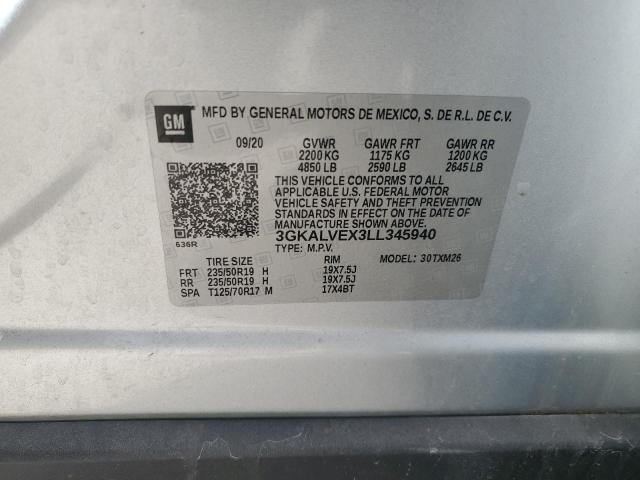 GM
MFD BY GENERAL MOTORS DE MEXICO, S. DE R.L. DE C.V.
09/20 GVWR GAWR FRT GAWR RR
2200 KG 1175 KG 1200 KG
4850 LB 2590 LB 2645 LB
THIS VEHICLE CONFORMS TO ALL
APPLICABLE U.S. FEDERAL MOTOR
VEHICLE SAFETY AND THEFT PREVENTION
STANDARDS IN EFFECT ON THE DATE OF
MANUFACTURE SHOWN ABOVE.
636R
3GKALVEX3LL345940
TYPE: M.P.V. MODEL: 30TXM26
TIRE SIZE RIM
FRT 235/50R19 H 19X7.5J
RR 235/50R19 H 19X7.5J
SPA T125/70R17 M 17X4BT